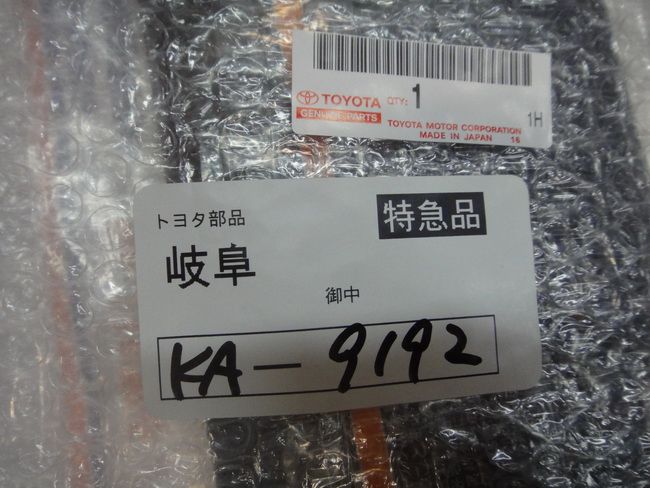 TOYOTA QTY: 1
GENUINE PARTS
1H
TOYOTA MOTOR CORPORATION
MADE IN JAPAN 16
トヨタ部品
特急品
岐阜
御中
KA-9192